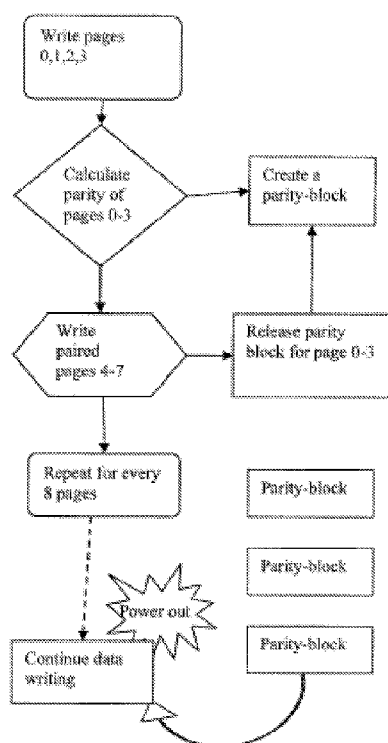 Write pages
0,1,2,3
Calculate
parity of
pages 0-3
Create a
parity-block
Write
paired
pages 4-7
Release parity
block for page 0-3
Repeat for every
8 pages
Parity-block
Parity-block
Power out
Parity-block
Continue data
writing